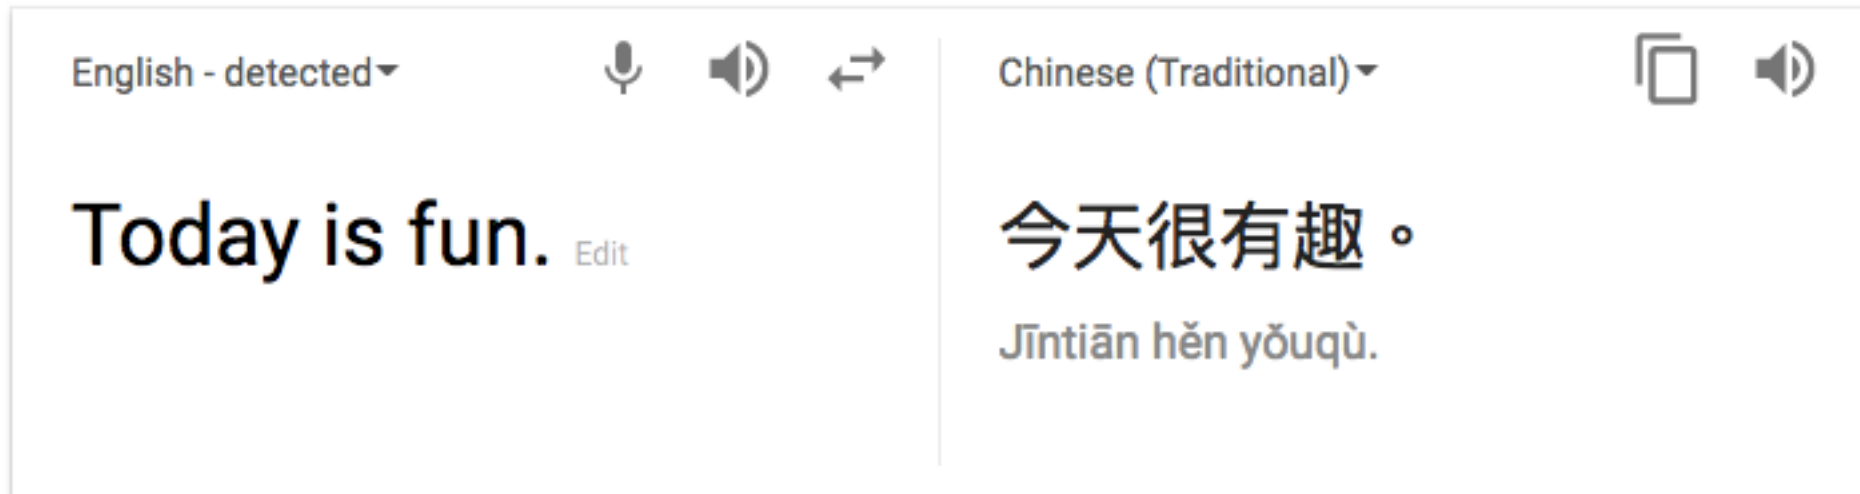 English - detected
Chinese (Traditional)
Today is fun. Edit
今天很有趣。
Jīntiān hěn yǒuqù.